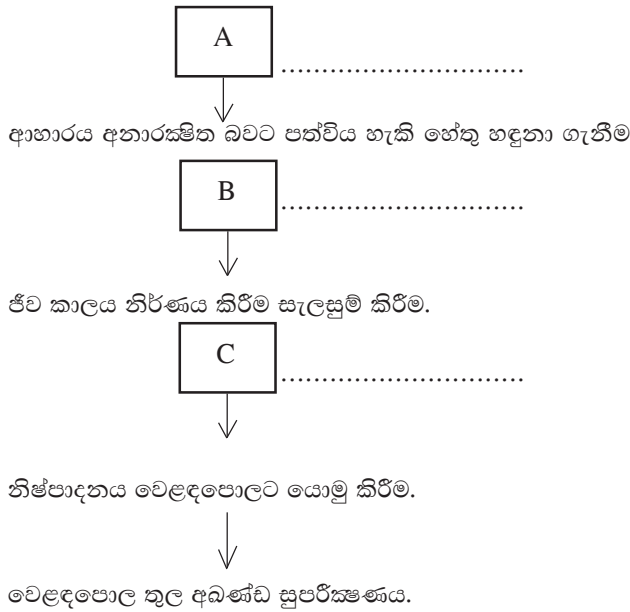 A ..............................
ආහාරය අනාරක්‍ෂිත බවට පත්විය හැකි හේතු හඳුනා ගැනීම
B ..............................
ජීව කාලය නිර්ණය කිරීම සැලසුම් කිරීම.
C ..............................
නිෂ්පාදනය වෙළඳපොලට යොමු කිරීම.
වෙළඳපොල තුල අඛණ්ඩ සුපරීක්‍ෂණය.